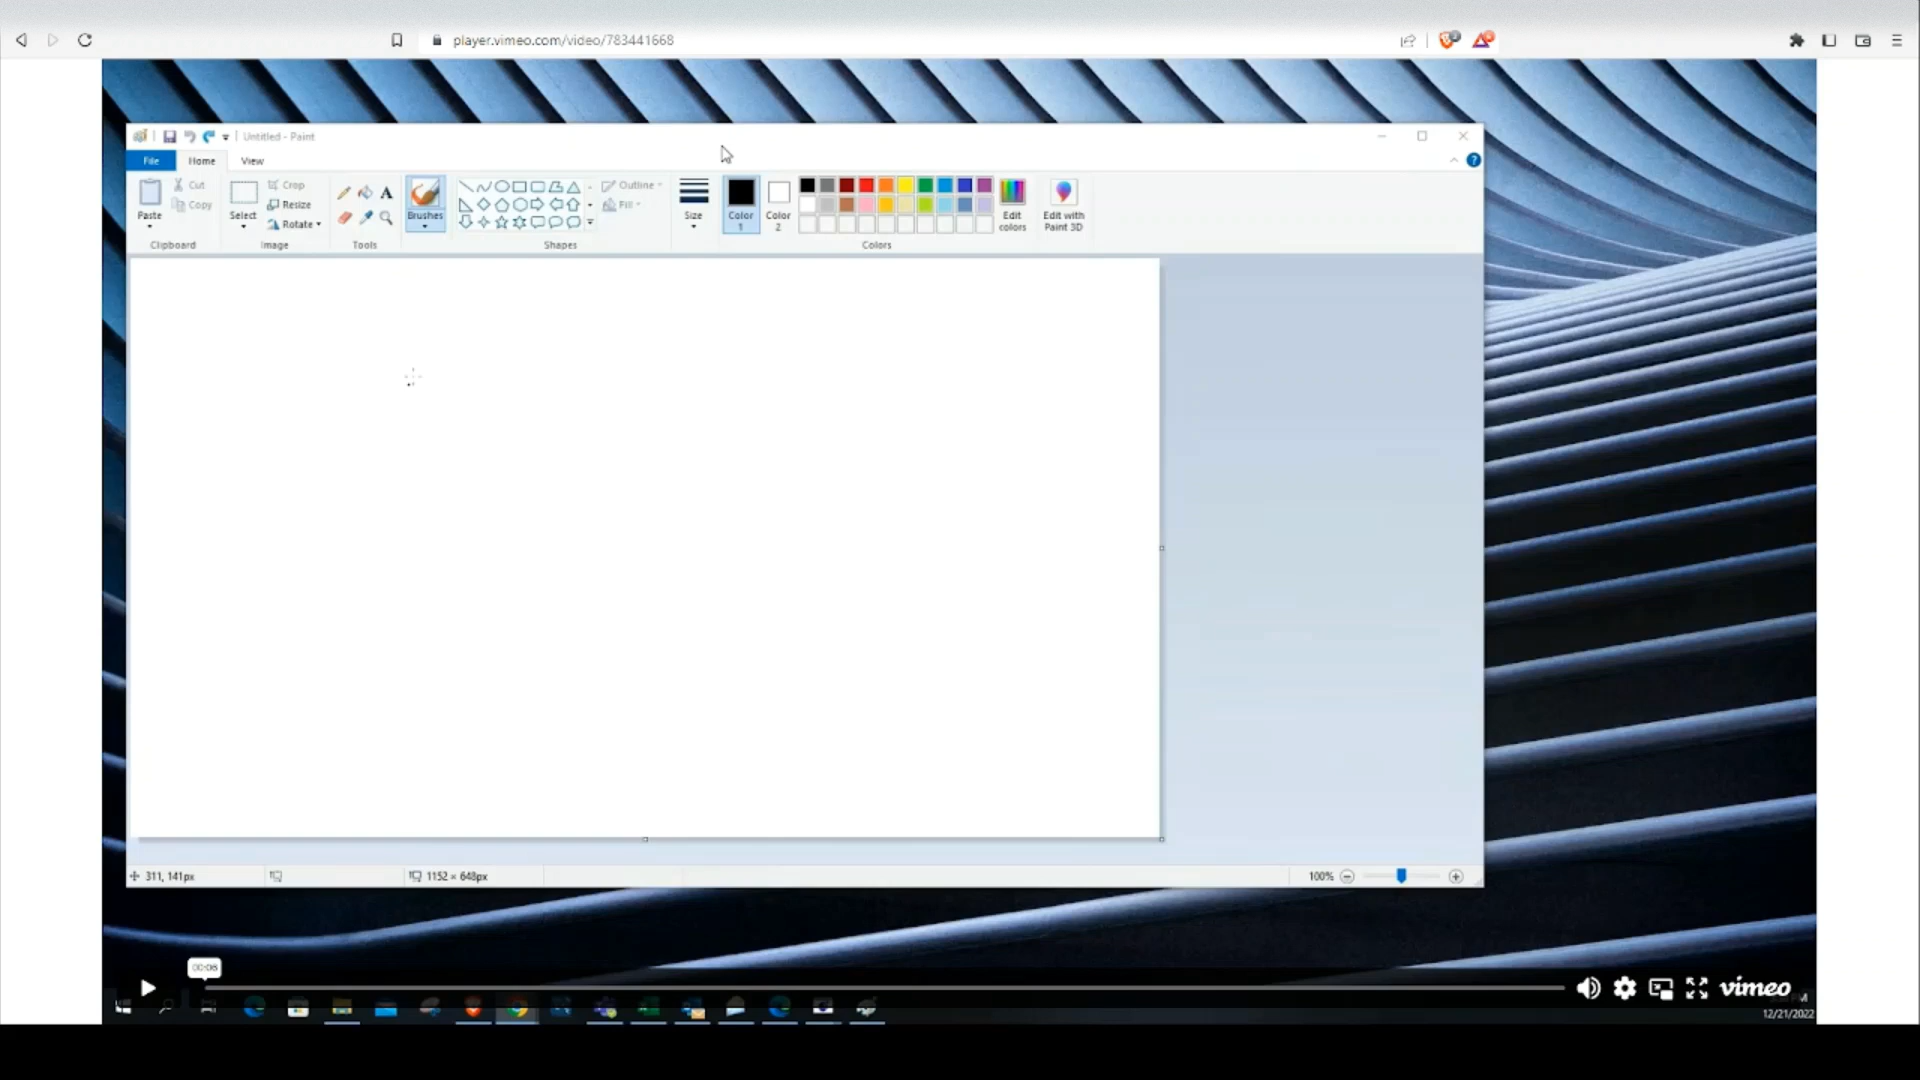 player.vimeo.com/video/783441668
Untitled - Paint
File Home View
Cut Crop Outline
Copy Resize Fill
Paste Select Rotate Brushes Size Color 1 Color 2 Edit colors Edit with Paint 3D
Clipboard Image Tools Shapes Colors
311, 141px 1152 × 648px 100%
00:06
vimeo
12/21/2022